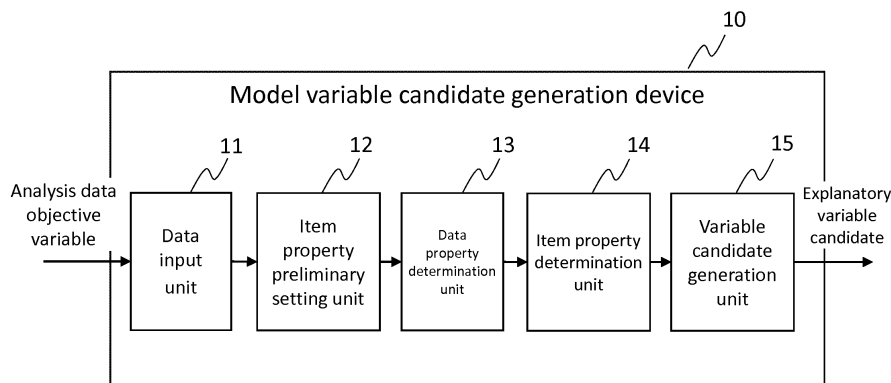 10
Model variable candidate generation device
11
12
13
14
15
Analysis data
objective
variable
Data
input
unit
Item
property
preliminary
setting unit
Data
property
determination
unit
Item property
determination
unit
Variable
candidate
generation
unit
Explanatory
variable
candidate